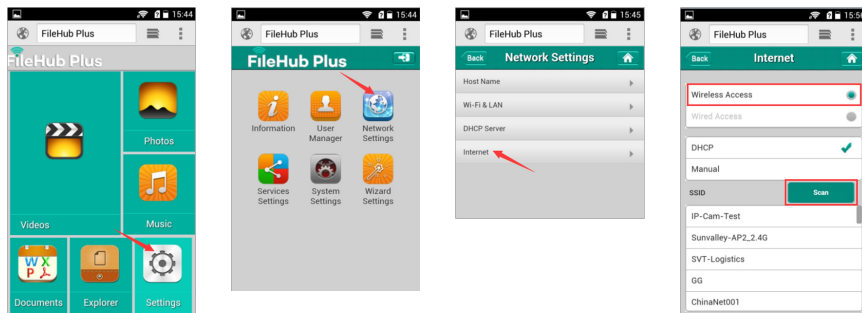 15:44
FileHub Plus
FileHub Plus
Videos
Photos
Music
W X
P
Documents
Explorer
Settings
15:44
FileHub Plus
FileHub Plus
Information
User
Manager
Network
Settings
Services
Settings
System
Settings
Wizard
Settings
15:45
FileHub Plus
Back
Network Settings
Host Name
Wi-Fi & LAN
DHCP Server
Internet
15:56
FileHub Plus
Back
Internet
Wireless Access
Wired Access
DHCP
Manual
SSID
Scan
IP-Cam-Test
Sunvalley-AP2_2.4G
SVT-Logistics
GG
ChinaNet001